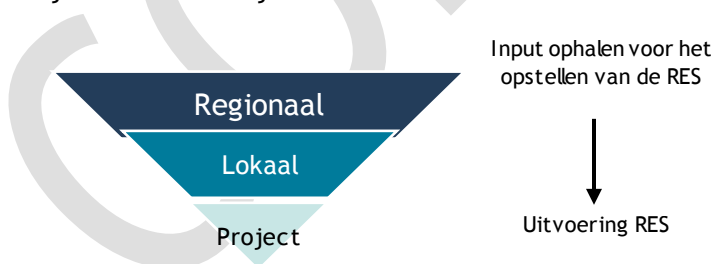 Input ophalen voor het
opstellen van de RES
Regionaal
Lokaal
Project
Uitvoering RES